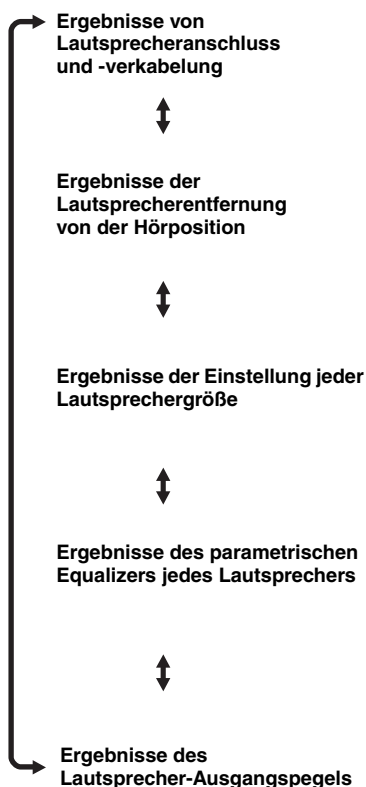 Ergebnisse von
Lautsprecheranschluss
und -verkabelung
Ergebnisse der
Lautsprecherentfernung
von der Hörposition
Ergebnisse der Einstellung jeder
Lautsprechergröße
Ergebnisse des parametrischen
Equalizers jedes Lautsprechers
Ergebnisse des
Lautsprecher-Ausgangspegels